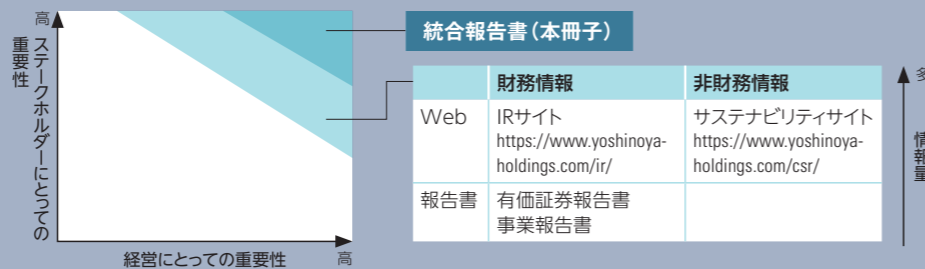 高
ステークホルダーにとっての
重要性
経営にとっての重要性
高
統合報告書（本冊子）
財務情報
非財務情報
Web
IRサイト
https://www.yoshinoya-
holdings.com/ir/
サステナビリティサイト
https://www.yoshinoya-
holdings.com/csr/
報告書
有価証券報告書
事業報告書
多
情報量